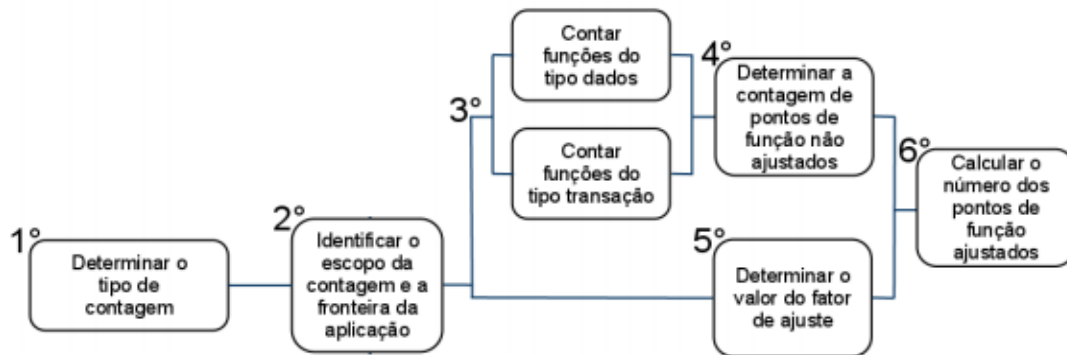 1°
Determinar o
tipo de
contagem
2°
Identificar o
escopo da
contagem e a
fronteira da
aplicação
3°
Contar
funções do
tipo dados
Contar
funções do
tipo transação
4°
Determinar a
contagem de
pontos de
função não
ajustados
5°
Determinar o
valor do fator
de ajuste
6°
Calcular o
número dos
pontos de
função
ajustados